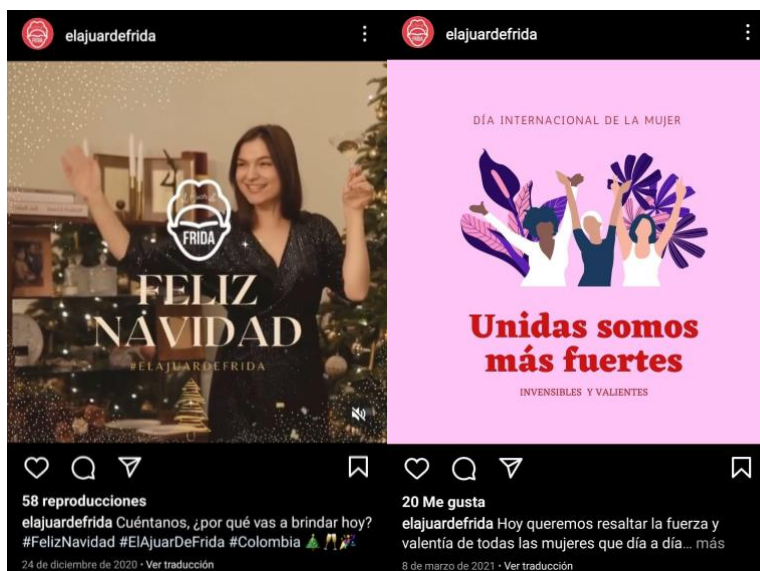 elajuardefrida
FRIDA
FELIZ
NAVIDAD
#ELAJUARDEFRIDA
58 reproducciones
elajuardefrida Cuéntanos, ¿por qué vas a brindar hoy?
#FelizNavidad #ElAjuarDeFrida #Colombia 🎄🥂🎉
24 de diciembre de 2020 • Ver traducción
elajuardefrida
DÍA INTERNACIONAL DE LA MUJER
Unidas somos
más fuertes
INVENSIBLES Y VALIENTES
20 Me gusta
elajuardefrida Hoy queremos resaltar la fuerza y
valentía de todas las mujeres que día a día... más
8 de marzo de 2021 • Ver traducción